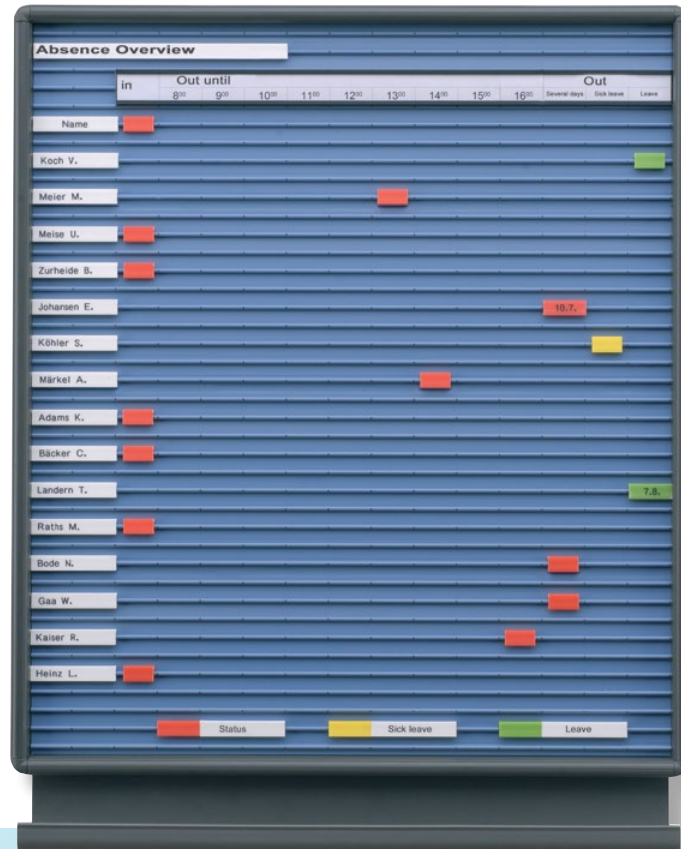 Absence Overview
in Out until Out
8⁰⁰ 9⁰⁰ 10⁰⁰ 11⁰⁰ 12⁰⁰ 13⁰⁰ 14⁰⁰ 15⁰⁰ 16⁰⁰ Several days Sick leave Leave
Name
Koch V.
Meier M.
Meise U.
Zurheide B.
Johansen E. 10.7.
Köhler S.
Märkel A.
Adams K.
Bäcker C.
Landern T. 7.8.
Raths M.
Bode N.
Gaa W.
Kaiser R.
Heinz L.
Status Sick leave Leave